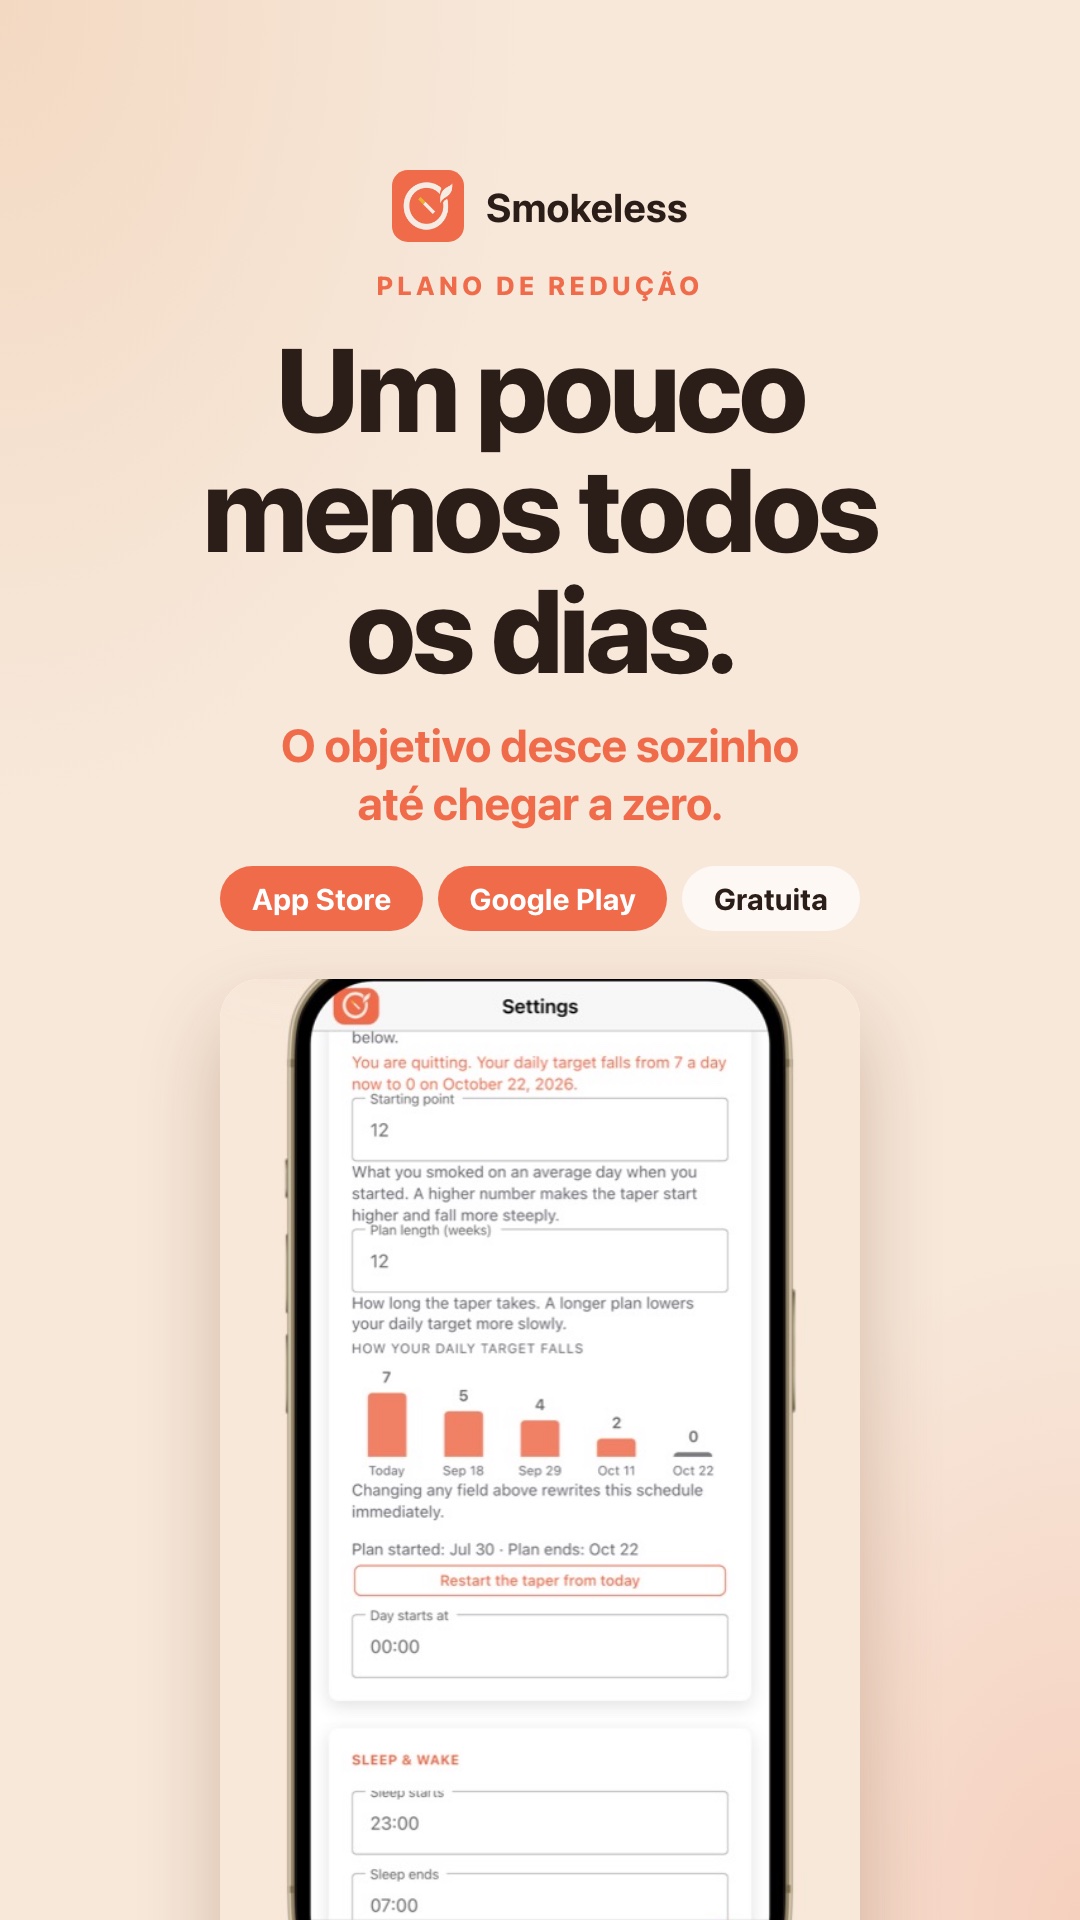 Smokeless
PLANO DE REDUÇÃO
Um pouco
menos todos
os dias.
O objetivo desce sozinho
até chegar a zero.
App Store
Google Play
Gratuita
Settings
below.
You are quitting. Your daily target falls from 7 a day
now to 0 on October 22, 2026.
Starting point
12
What you smoked on an average day when you
started. A higher number makes the taper start
higher and fall more steeply.
Plan length (weeks)
12
How long the taper takes. A longer plan lowers
your daily target more slowly.
HOW YOUR DAILY TARGET FALLS
7 5 4 2 0
Today Sep 18 Sep 29 Oct 11 Oct 22
Changing any field above rewrites this schedule
immediately.
Plan started: Jul 30 · Plan ends: Oct 22
Restart the taper from today
Day starts at
00:00
SLEEP & WAKE
Sleep starts
23:00
Sleep ends
07:00